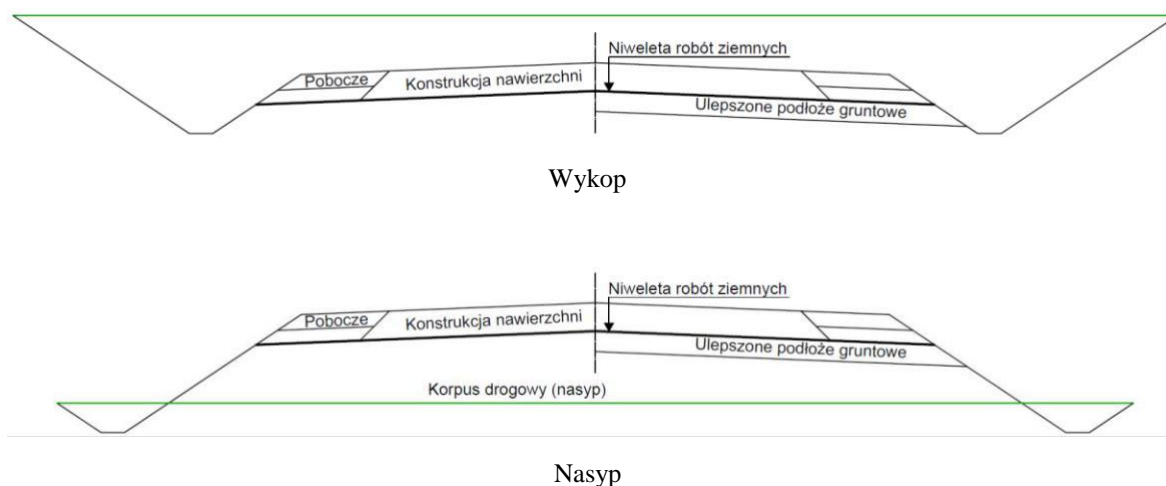 Niweleta robót ziemnych
Pobocze
Konstrukcja nawierzchni
Ulepszone podłoże gruntowe
Wykop
Niweleta robót ziemnych
Pobocze
Konstrukcja nawierzchni
Ulepszone podłoże gruntowe
Korpus drogowy (nasyp)
Nasyp